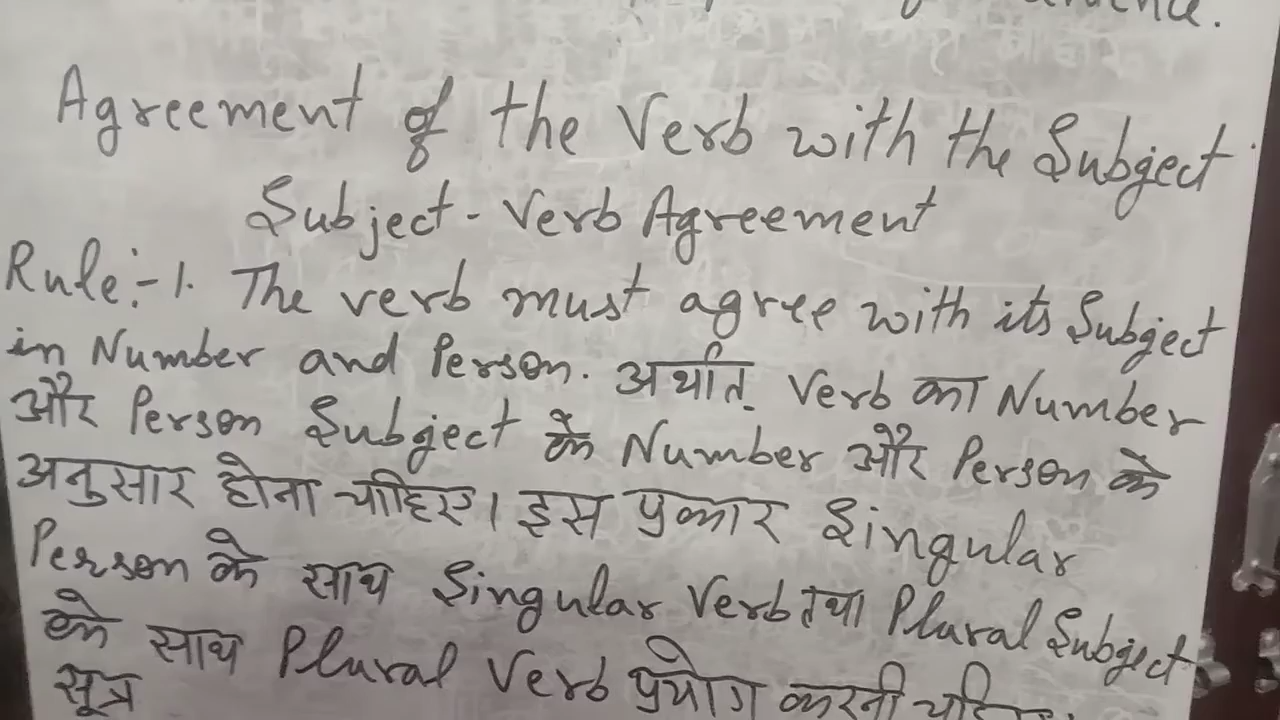 Agreement of the Verb with the Subject
Subject - Verb Agreement
Rule:- 1. The verb must agree with its Subject
in Number and Person. अर्थात् Verb का Number
और Person Subject के Number और Person के
अनुसार होना चाहिए। इस प्रकार Singular
Person के साथ Singular Verb तथा Plural Subject
के साथ Plural Verb प्रयोग करनी
सूत्र